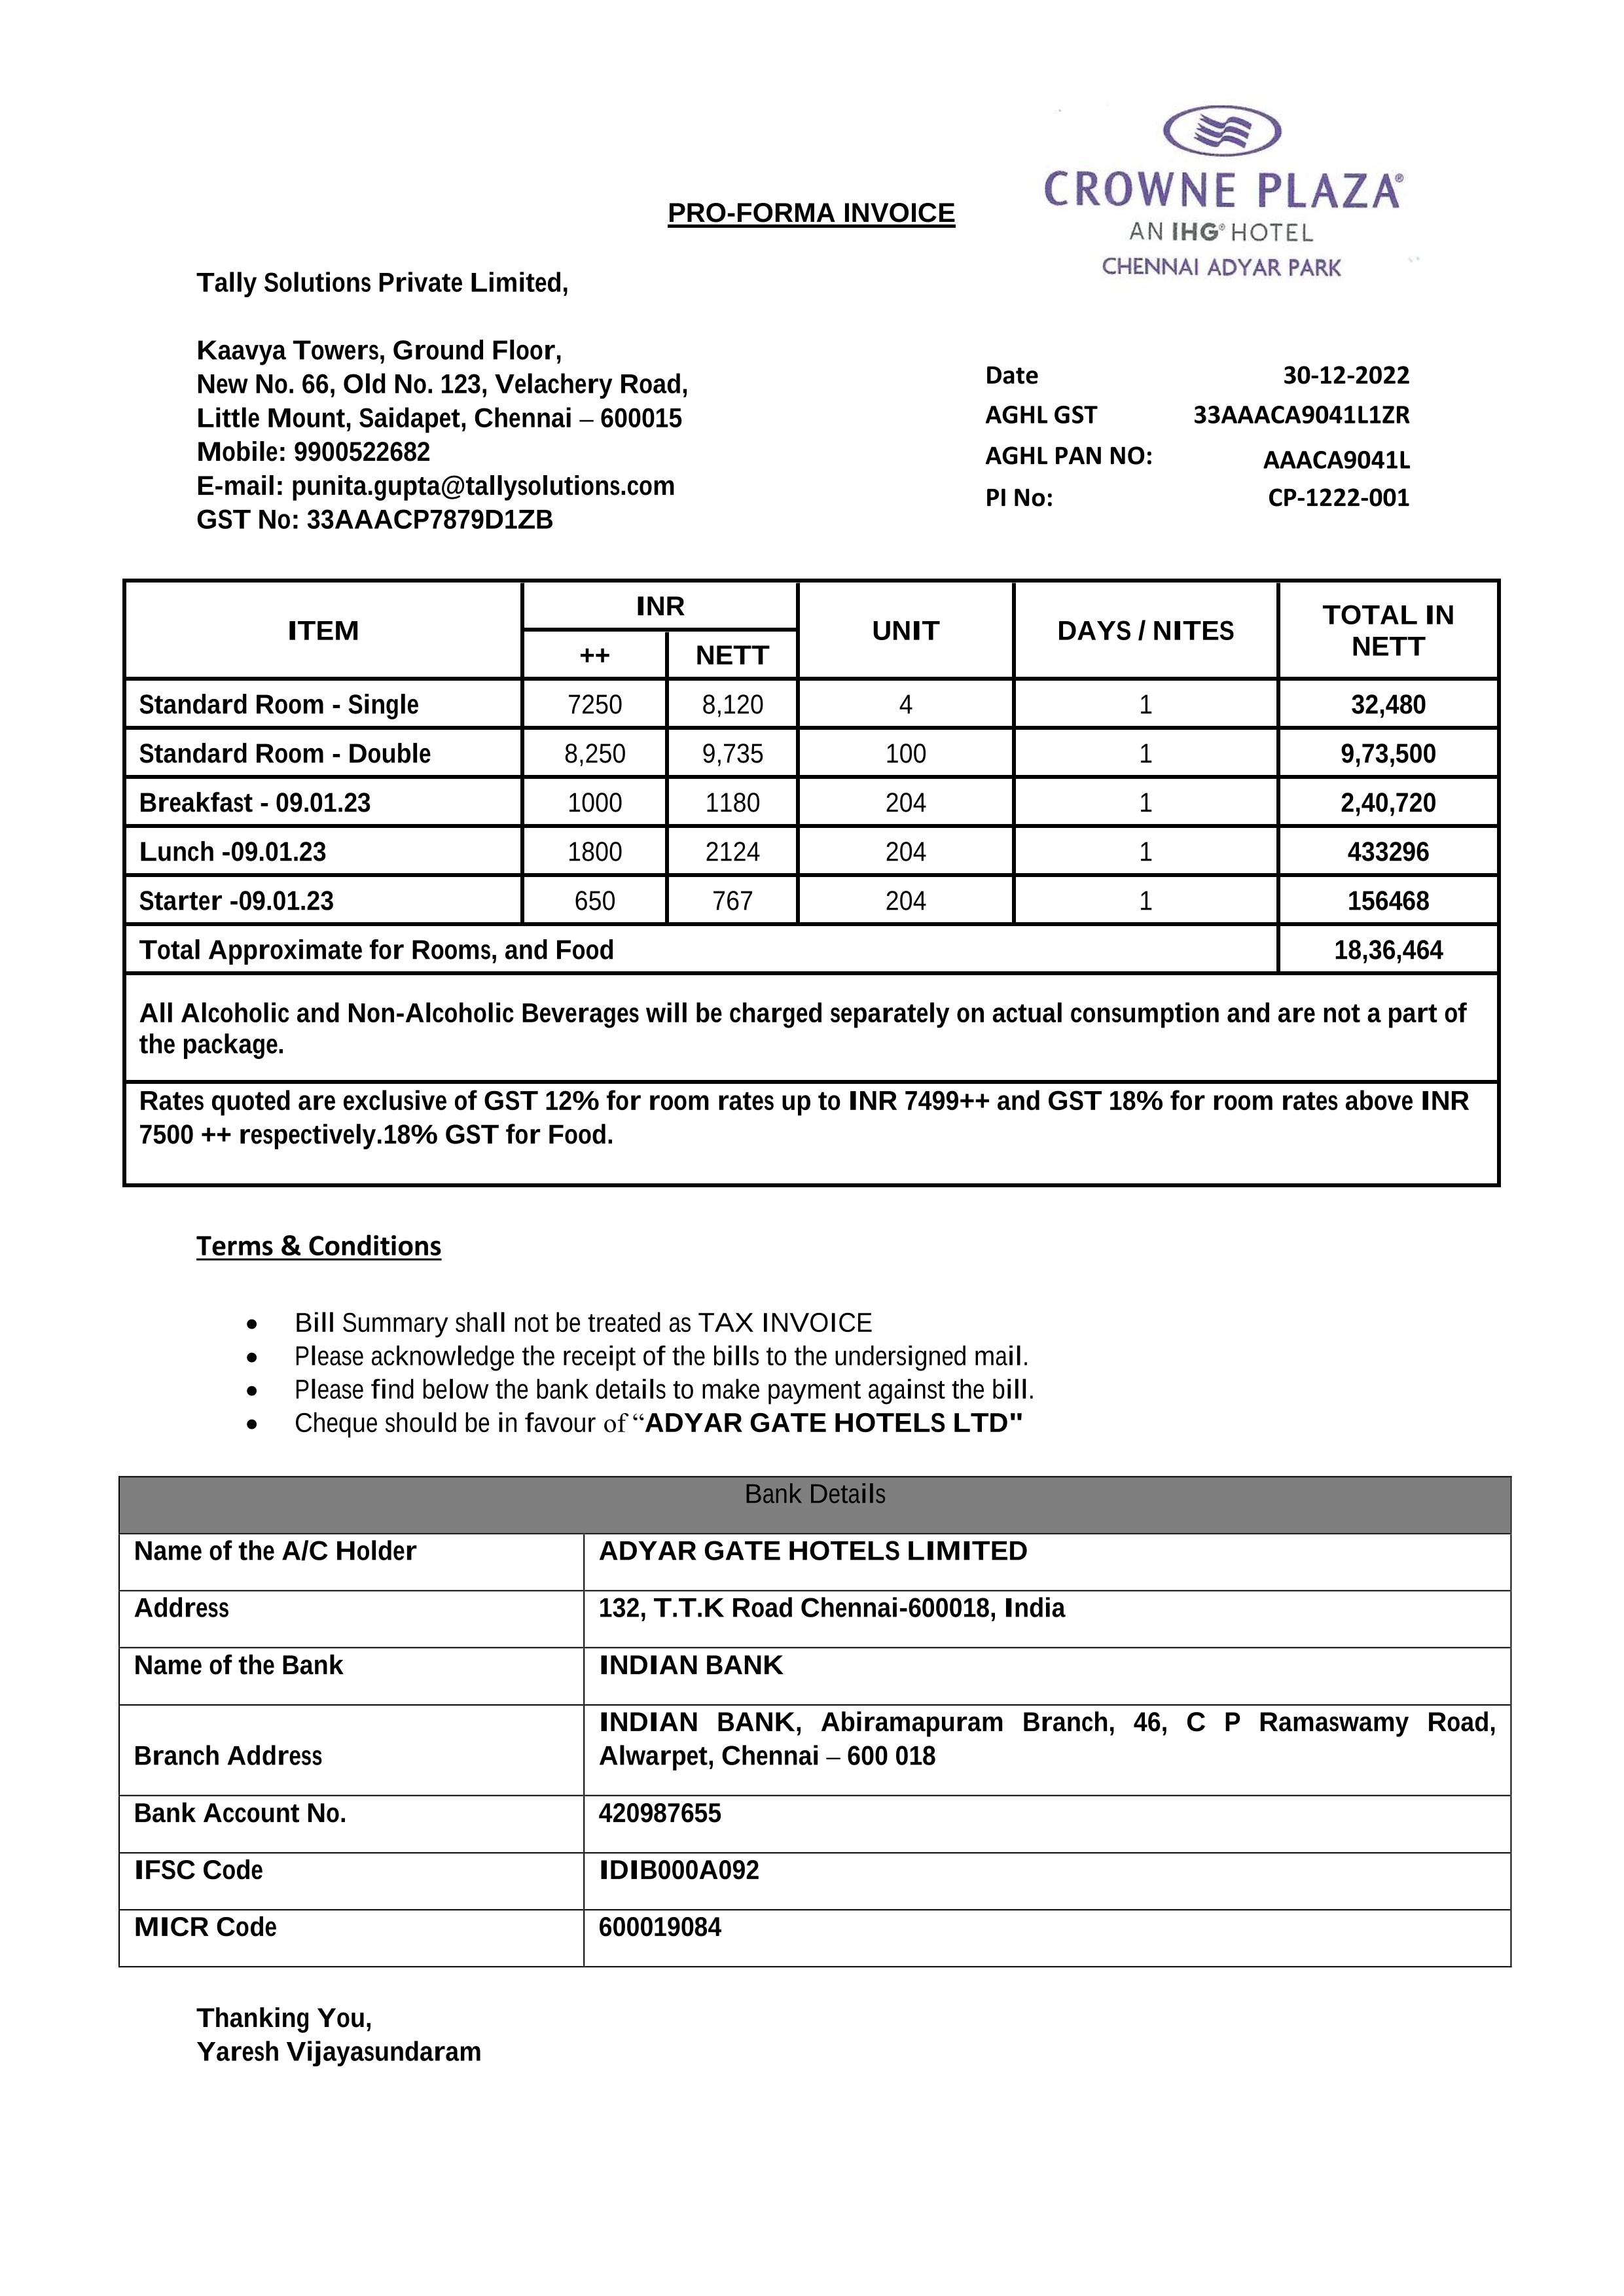 CROWNE PLAZA®
AN IHG® HOTEL
CHENNAI ADYAR PARK
PRO-FORMA INVOICE
Tally Solutions Private Limited,
Kaavya Towers, Ground Floor,
New No. 66, Old No. 123, Velachery Road,
Little Mount, Saidapet, Chennai – 600015
Mobile: 9900522682
E-mail: punita.gupta@tallysolutions.com
GST No: 33AAACP7879D1ZB
Date 30-12-2022
AGHL GST 33AAACA9041L1ZR
AGHL PAN NO: AAACA9041L
PI No: CP-1222-001
ITEM INR UNIT DAYS / NITES TOTAL IN NETT
++ NETT
Standard Room - Single 7250 8,120 4 1 32,480
Standard Room - Double 8,250 9,735 100 1 9,73,500
Breakfast - 09.01.23 1000 1180 204 1 2,40,720
Lunch -09.01.23 1800 2124 204 1 433296
Starter -09.01.23 650 767 204 1 156468
Total Approximate for Rooms, and Food 18,36,464
All Alcoholic and Non-Alcoholic Beverages will be charged separately on actual consumption and are not a part of
the package.
Rates quoted are exclusive of GST 12% for room rates up to INR 7499++ and GST 18% for room rates above INR
7500 ++ respectively.18% GST for Food.
Terms & Conditions
• Bill Summary shall not be treated as TAX INVOICE
• Please acknowledge the receipt of the bills to the undersigned mail.
• Please find below the bank details to make payment against the bill.
• Cheque should be in favour of “ADYAR GATE HOTELS LTD"
Bank Details
Name of the A/C Holder ADYAR GATE HOTELS LIMITED
Address 132, T.T.K Road Chennai-600018, India
Name of the Bank INDIAN BANK
Branch Address INDIAN BANK, Abiramapuram Branch, 46, C P Ramaswamy Road,
Alwarpet, Chennai – 600 018
Bank Account No. 420987655
IFSC Code IDIB000A092
MICR Code 600019084
Thanking You,
Yaresh Vijayasundaram